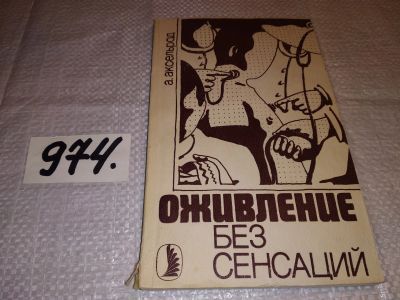 974.
А. АКСЕЛЬРОД
ОЖИВЛЕНИЕ
БЕЗ
СЕНСАЦИЙ